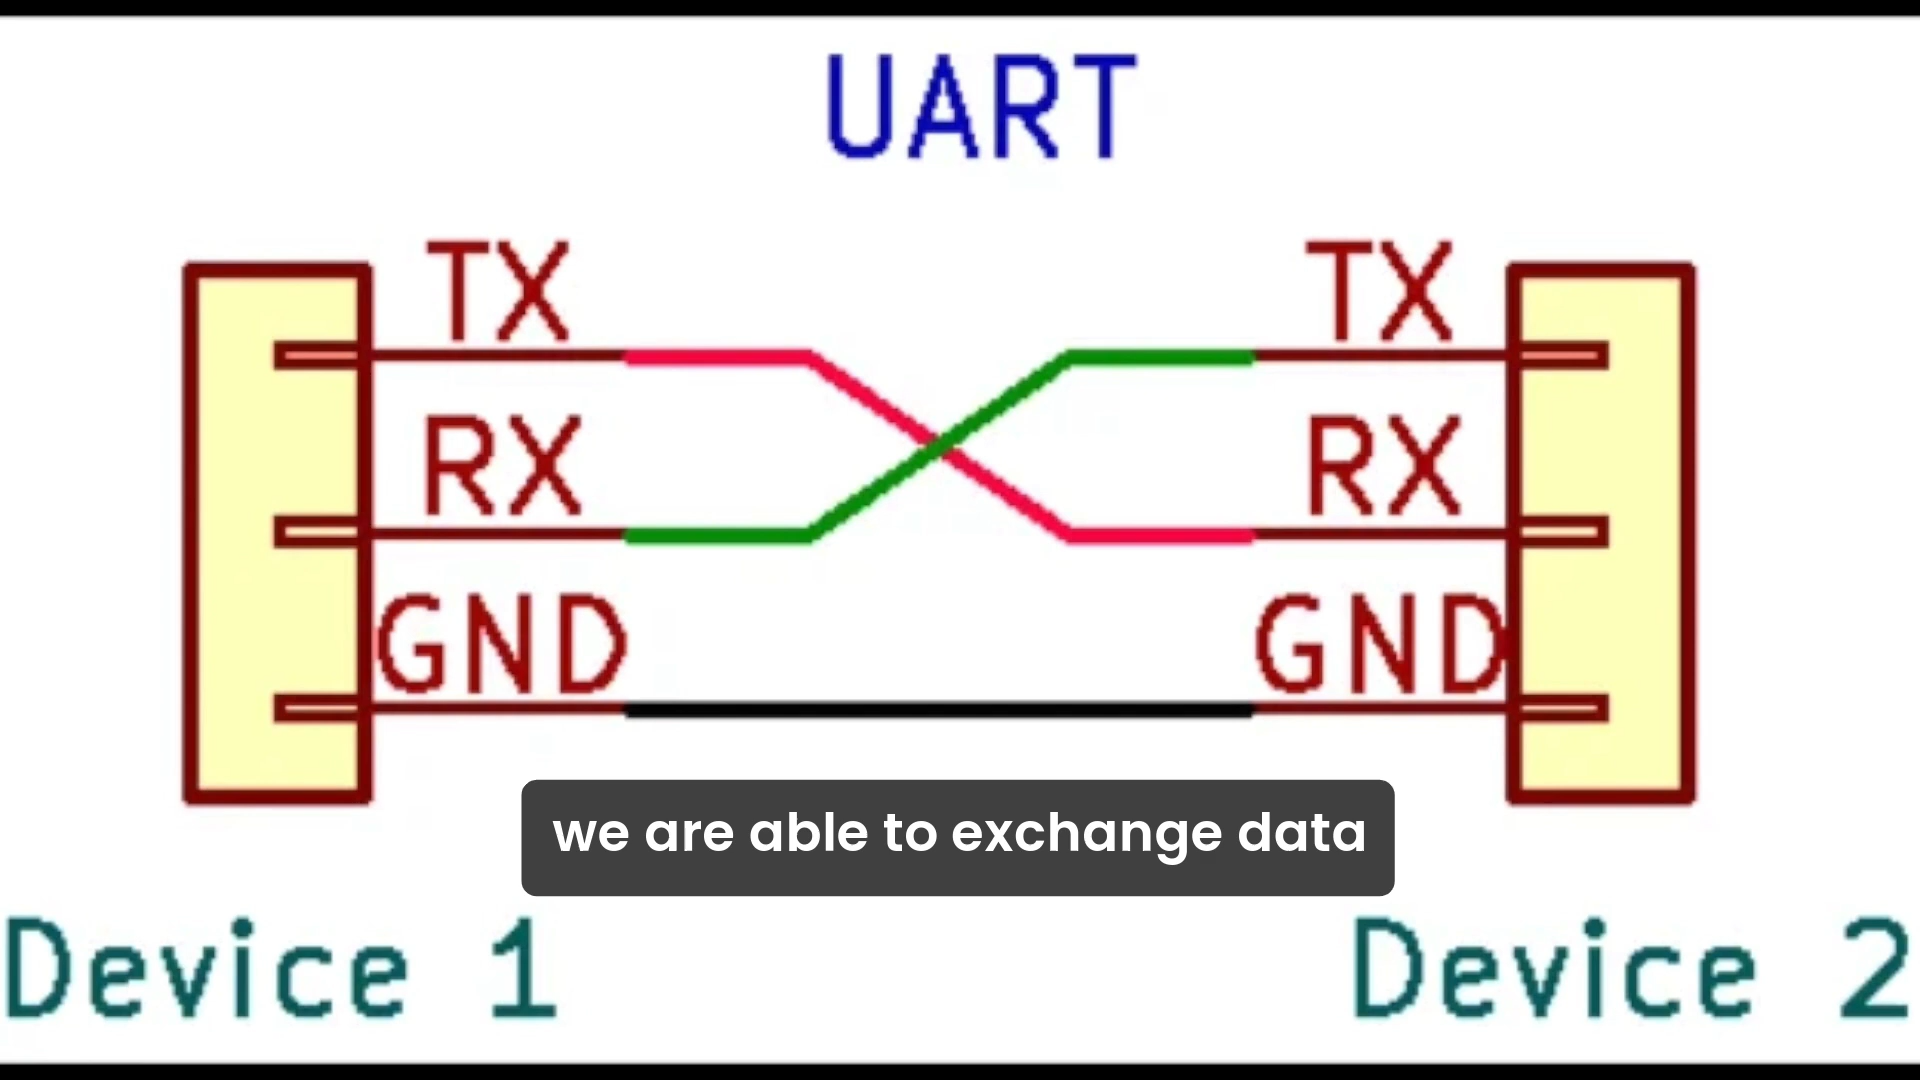 UART
TX TX
RX RX
GND GND
we are able to exchange data
Device 1 Device 2